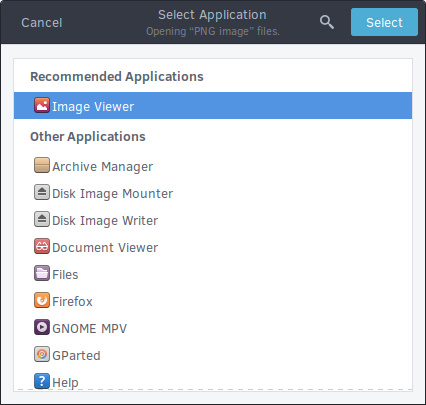 Cancel
Select Application
Opening “PNG image” files.
Select
Recommended Applications
Image Viewer
Other Applications
Archive Manager
Disk Image Mounter
Disk Image Writer
Document Viewer
Files
Firefox
GNOME MPV
GParted
Help